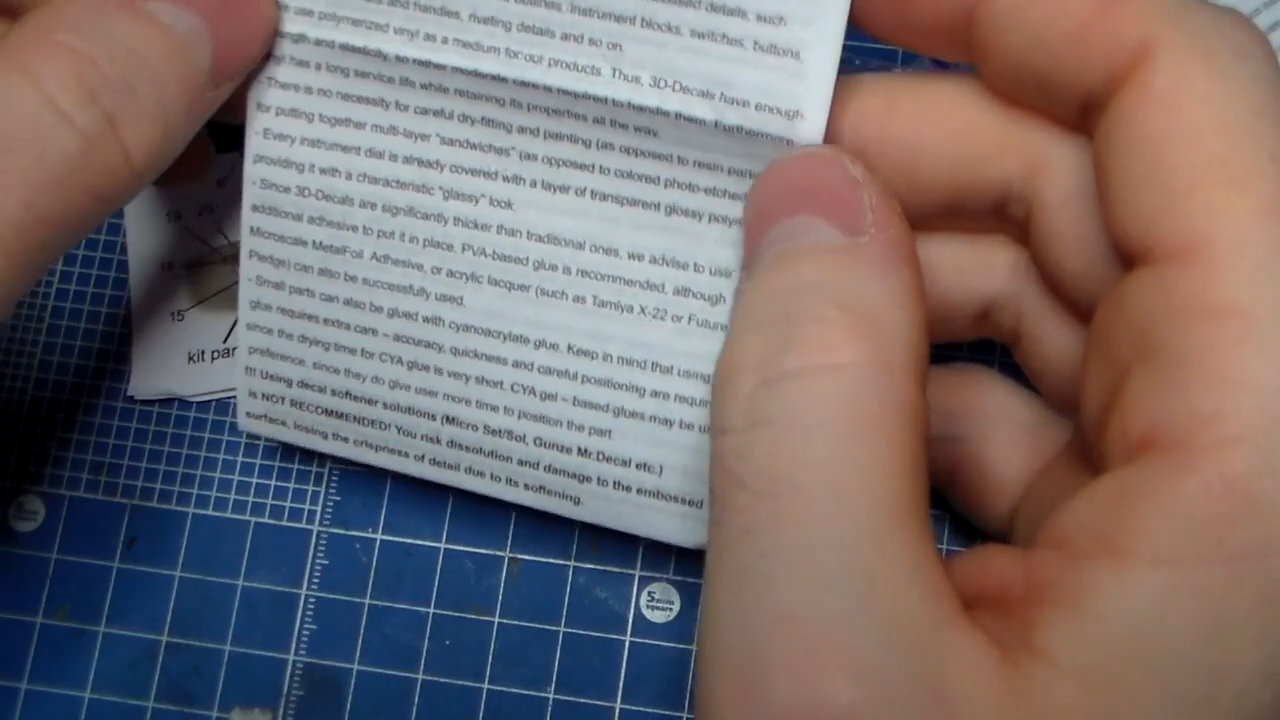 details, such
instrument blocks, switches, buttons,
and handles, riveting details and so on.
use polymerized vinyl as a medium for our products. Thus, 3D-Decals have enough
and elasticity, so rather moderate care is required to handle them. Furthermore,
has a long service life while retaining its properties all the way.
- There is no necessity for careful dry-fitting and painting (as opposed to resin
for putting together multi-layer "sandwiches" (as opposed to colored photo-etched
- Every instrument dial is already covered with a layer of transparent glossy
providing it with a characteristic "glassy" look.
- Since 3D-Decals are significantly thicker than traditional ones, we advise to use
additional adhesive to put it in place. PVA-based glue is recommended, although
Microscale MetalFoil Adhesive, or acrylic lacquer (such as Tamiya X-22 or Future
Pledge) can also be successfully used.
- Small parts can also be glued with cyanoacrylate glue. Keep in mind that using
glue requires extra care – accuracy, quickness and careful positioning are
since the drying time for CYA glue is very short. CYA gel – based glues may be
preference, since they do give user more time to position the part.
!!! Using decal softener solutions (Micro Set/Sol, Gunze Mr.Decal etc.)
is NOT RECOMMENDED! You risk dissolution and damage to the embossed
surface, losing the crispness of detail due to its softening.
15
kit
5mm
square